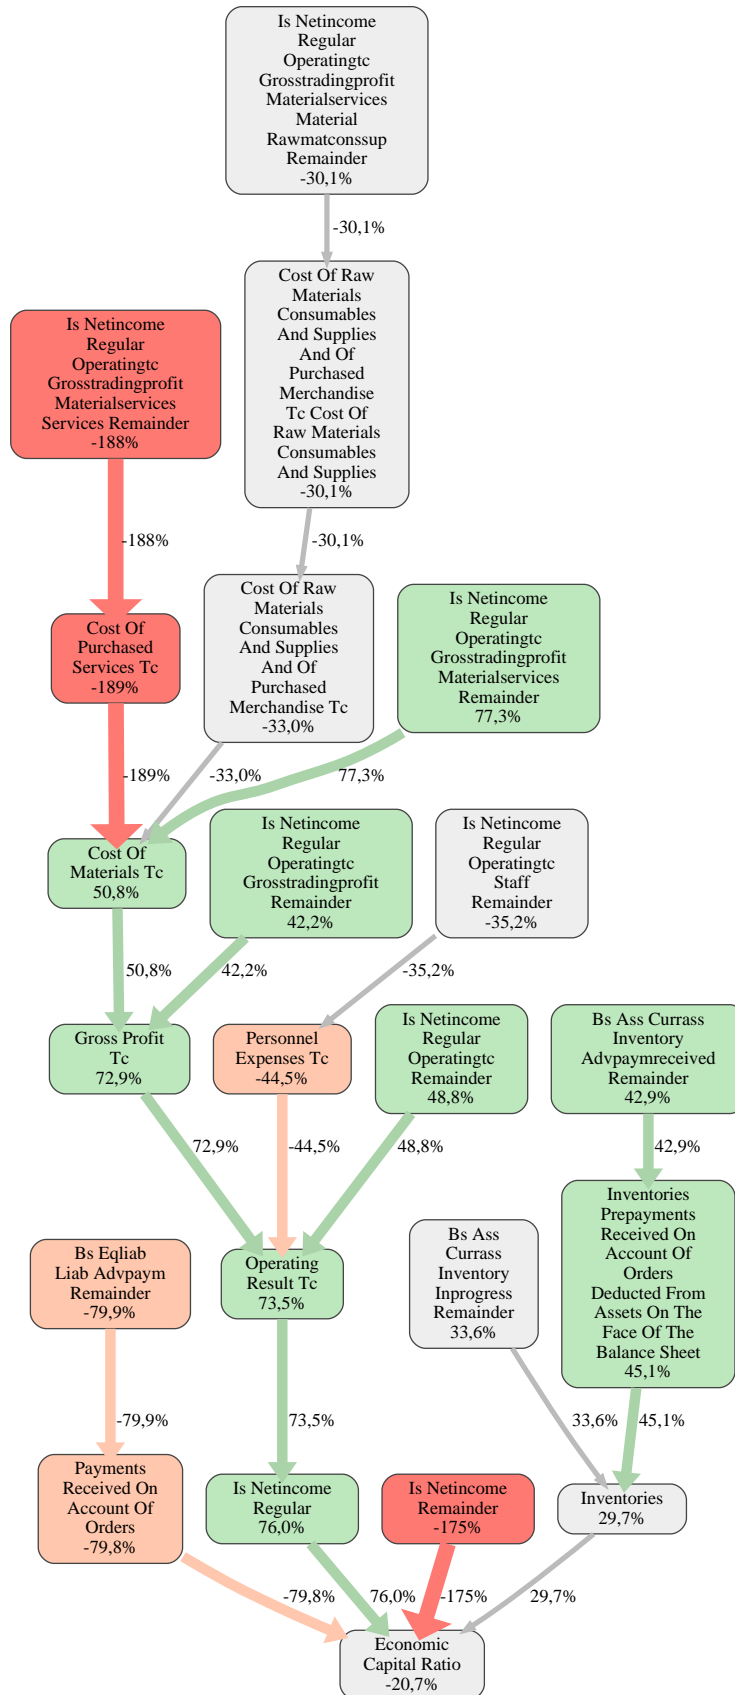 Is Netincome
Regular
Operatingtc
Grosstradingprofit
Materialservices
Material
Rawmatconssup
Remainder
-30,1%
-30,1%
Cost Of Raw
Materials
Consumables
And Supplies
And Of
Purchased
Merchandise
Tc Cost Of
Raw Materials
Consumables
And Supplies
-30,1%
Is Netincome
Regular
Operatingtc
Grosstradingprofit
Materialservices
Services Remainder
-188%
-188%
-30,1%
Cost Of
Purchased
Services Tc
-189%
Cost Of Raw
Materials
Consumables
And Supplies
And Of
Purchased
Merchandise Tc
-33,0%
Is Netincome
Regular
Operatingtc
Grosstradingprofit
Materialservices
Remainder
77,3%
-189%
-33,0%
77,3%
Cost Of
Materials Tc
50,8%
Is Netincome
Regular
Operatingtc
Grosstradingprofit
Remainder
42,2%
Is Netincome
Regular
Operatingtc
Staff
Remainder
-35,2%
50,8%
42,2%
-35,2%
Gross Profit
Tc
72,9%
Personnel
Expenses Tc
-44,5%
Is Netincome
Regular
Operatingtc
Remainder
48,8%
Bs Ass Currass
Inventory
Advpaymreceived
Remainder
42,9%
72,9%
-44,5%
48,8%
42,9%
Bs Eqliab
Liab Advpaym
Remainder
-79,9%
Operating
Result Tc
73,5%
Bs Ass
Currass
Inventory
Inprogress
Remainder
33,6%
Inventories
Prepayments
Received On
Account Of
Orders
Deducted From
Assets On The
Face Of The
Balance Sheet
45,1%
-79,9%
73,5%
33,6%
45,1%
Payments
Received On
Account Of
Orders
-79,8%
Is Netincome
Regular
76,0%
Is Netincome
Remainder
-175%
Inventories
29,7%
-79,8%
76,0%
-175%
29,7%
Economic
Capital Ratio
-20,7%